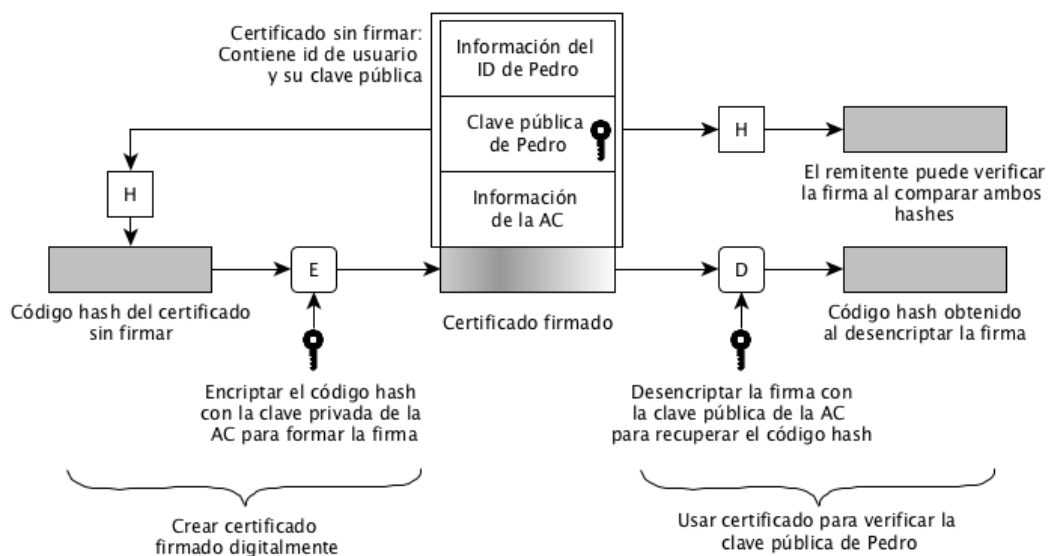 Certificado sin firmar:
Contiene id de usuario
y su clave pública
Información del
ID de Pedro
Clave pública
de Pedro
Información
de la AC
H
H
El remitente puede verificar
la firma al comparar ambos
hashes
E
D
Código hash del certificado
sin firmar
Certificado firmado
Código hash obtenido
al desencriptar la firma
Encriptar el código hash
con la clave privada de la
AC para formar la firma
Desencriptar la firma con
la clave pública de la AC
para recuperar el código hash
Crear certificado
firmado digitalmente
Usar certificado para verificar la
clave pública de Pedro